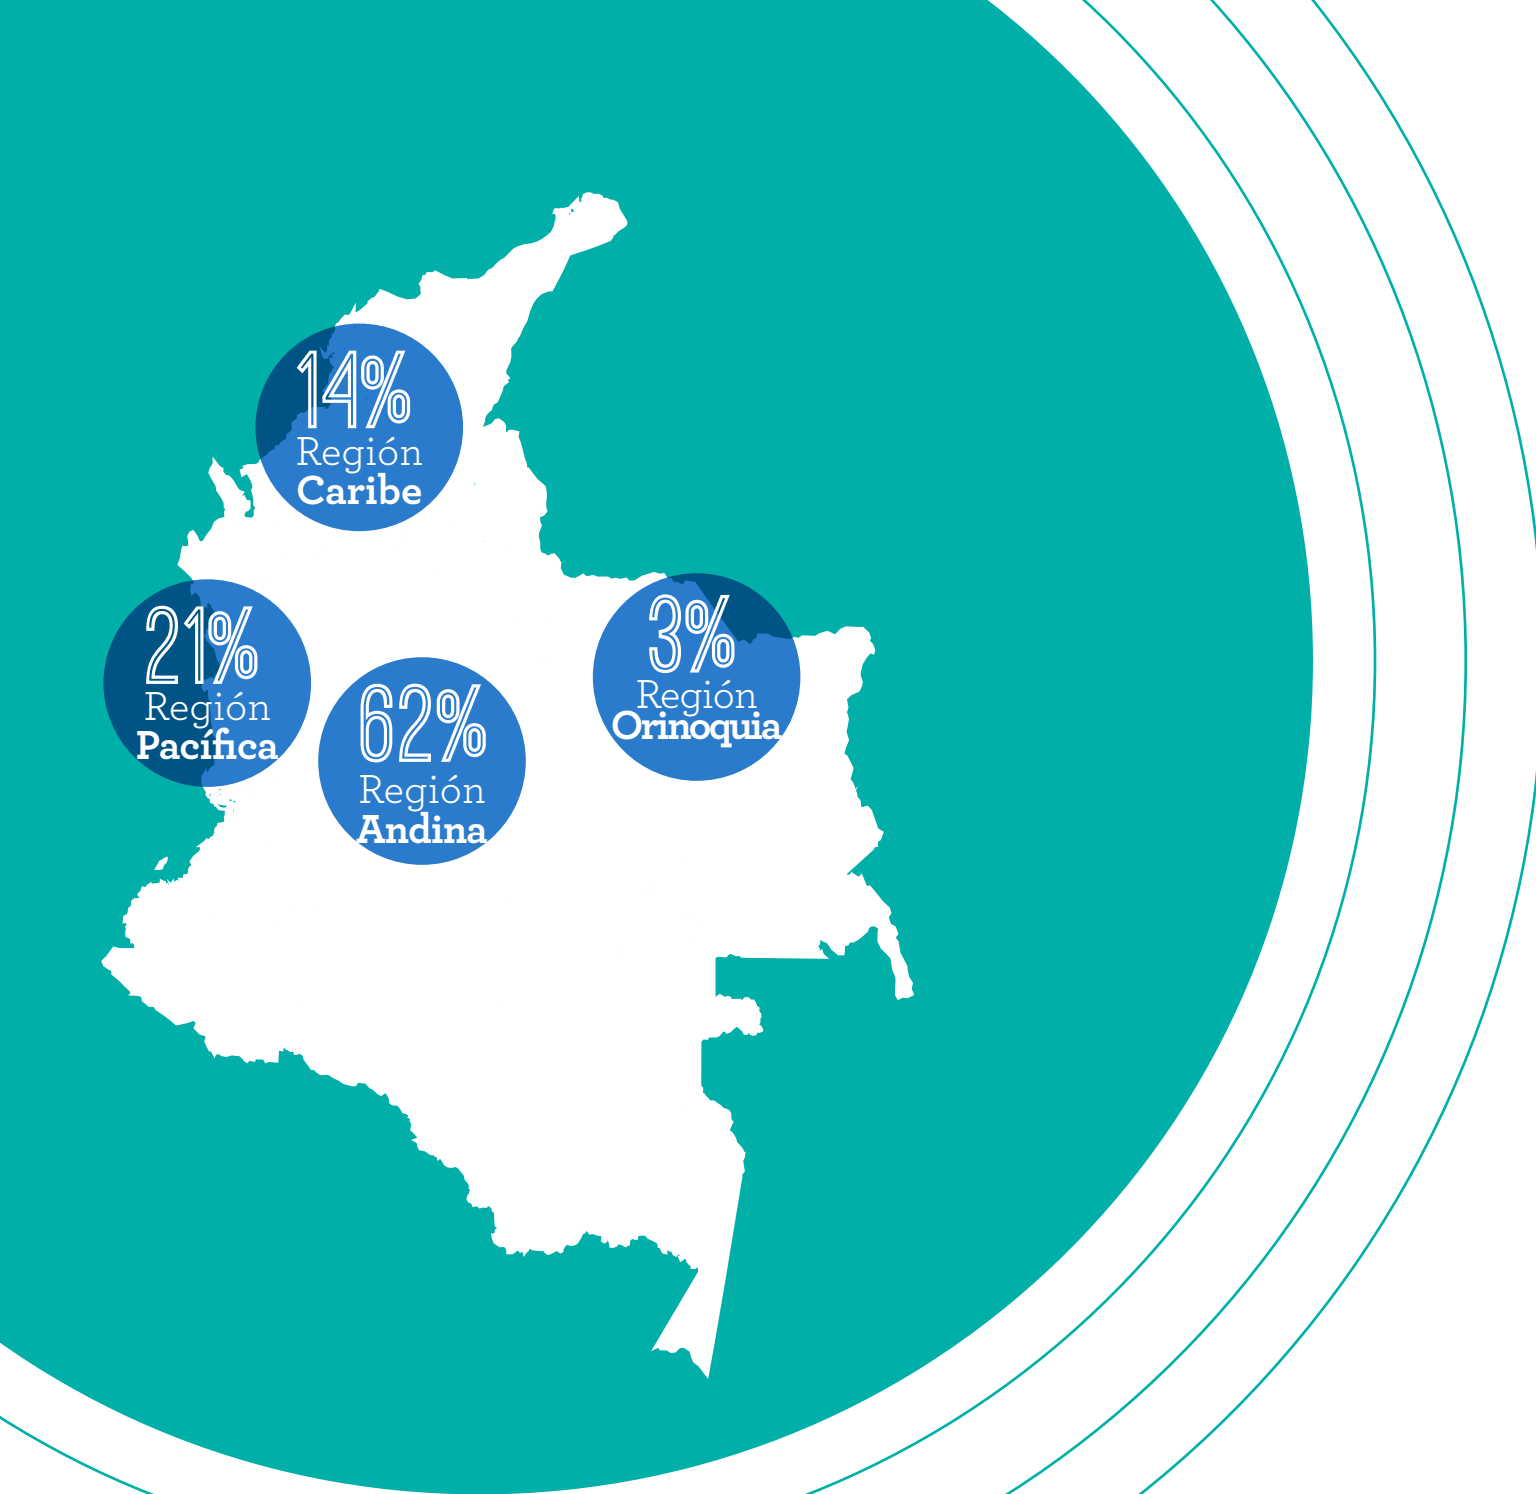 14%
Región
Caribe
21%
Región
Pacífica
62%
Región
Andina
3%
Región
Orinoquia